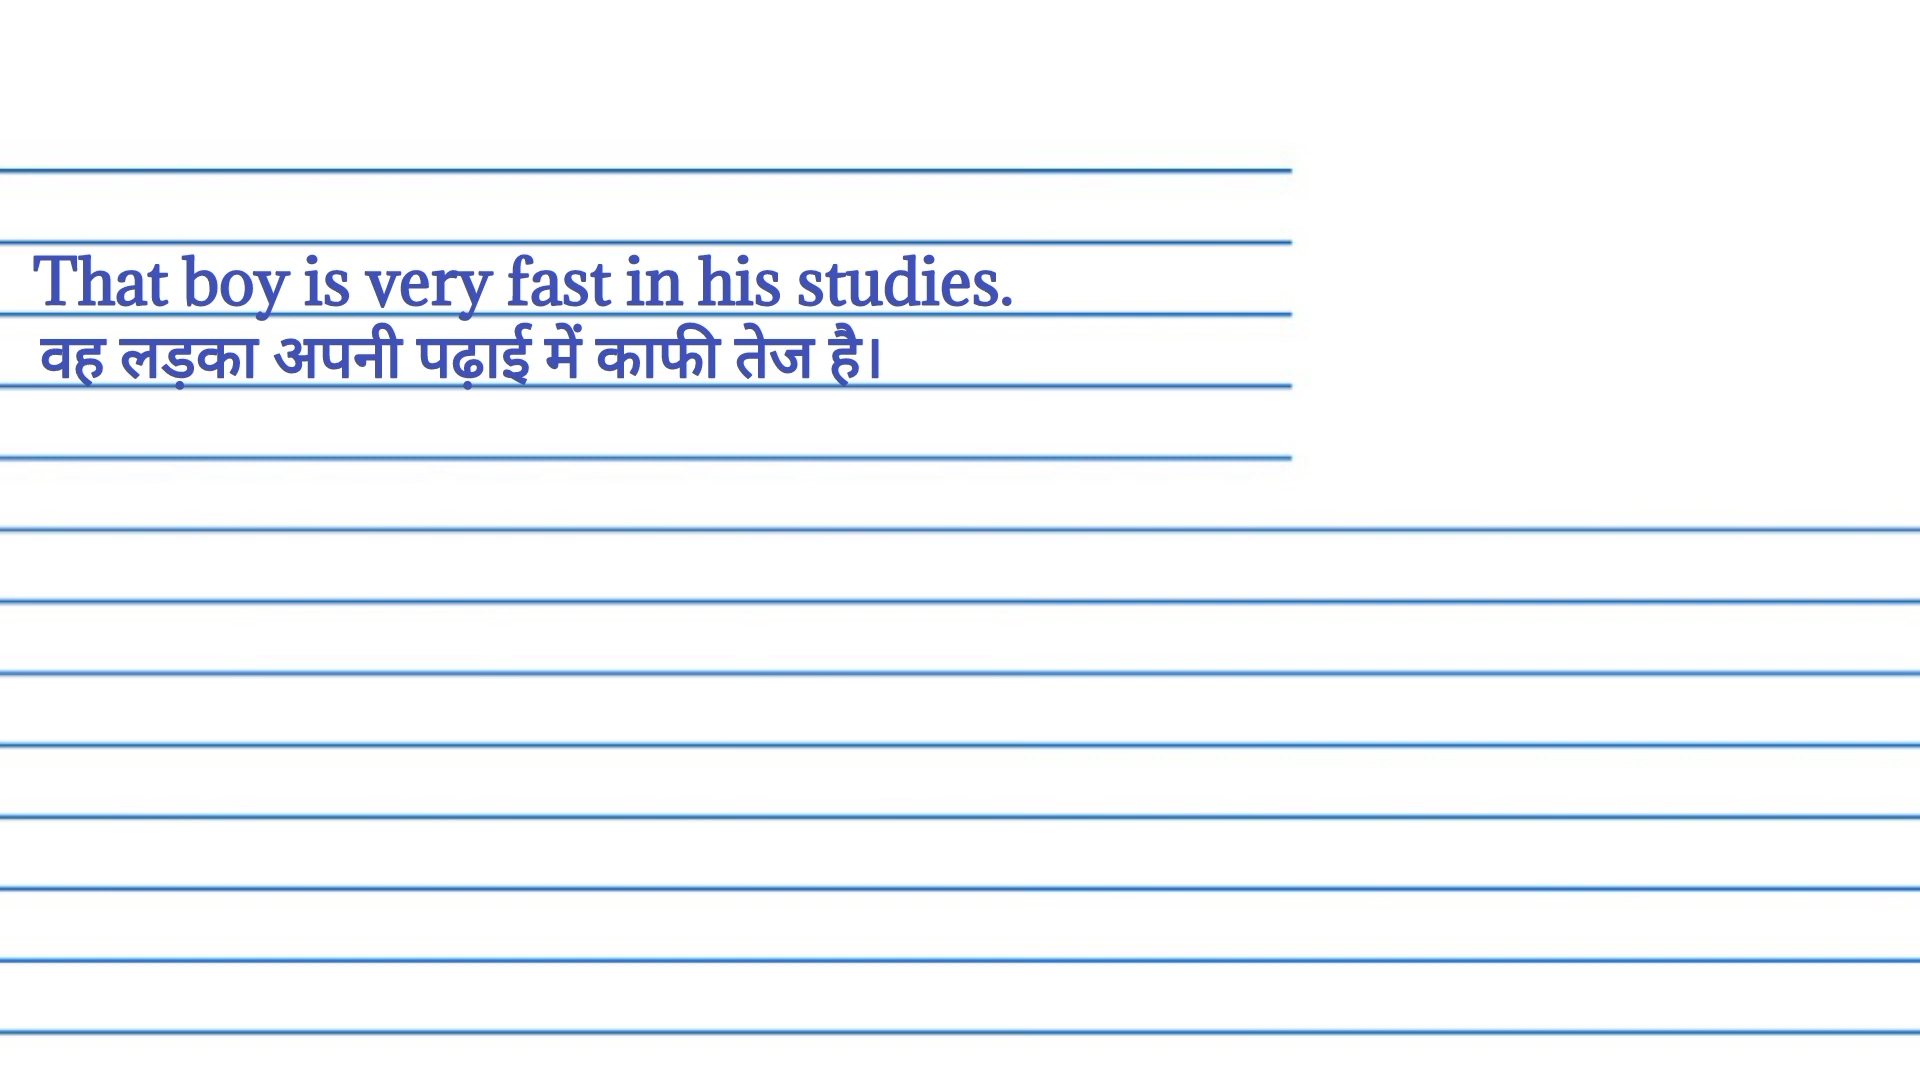 That boy is very fast in his studies.
वह लड़का अपनी पढ़ाई में काफी तेज है।